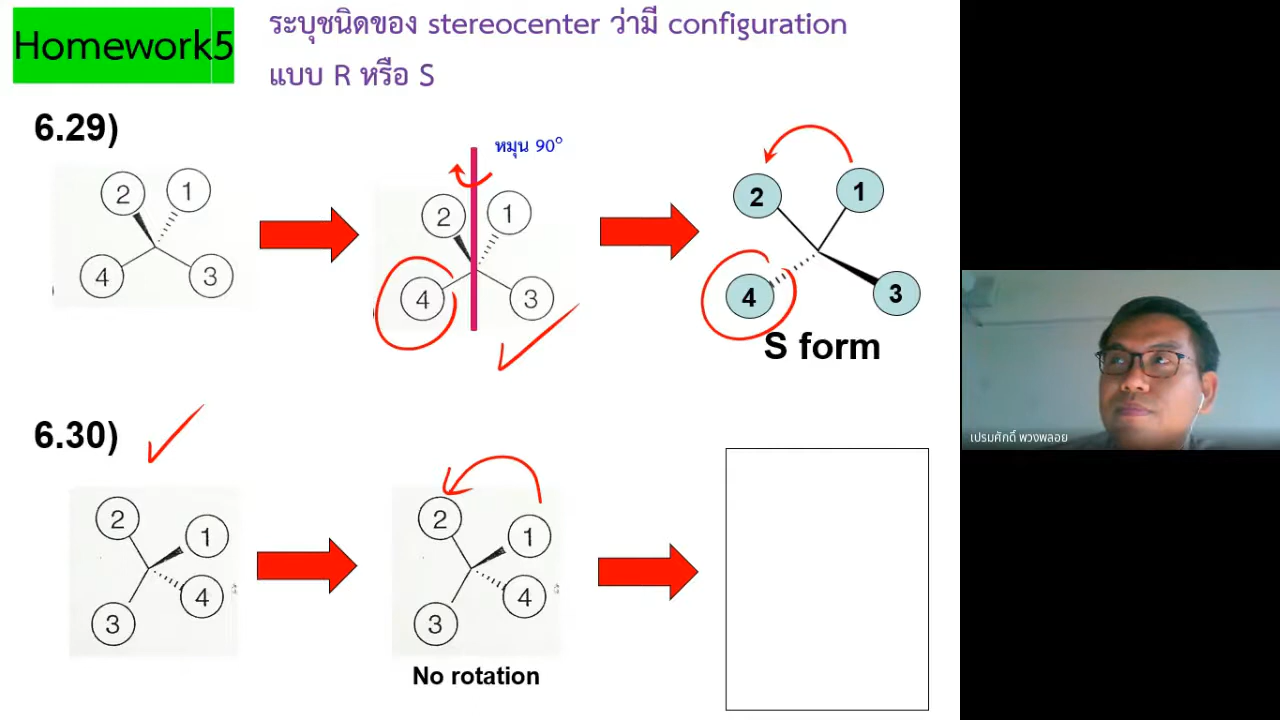 Homework5
ระบุชนิดของ stereocenter ว่ามี configuration
แบบ R หรือ S
6.29)
หมุน 90°
2 1
4 3
2 1
4 3
2 1
4 3
S form
6.30)
2
1
4
3
2
1
4
3
No rotation
เปรมศักดิ์ พวงพลอย